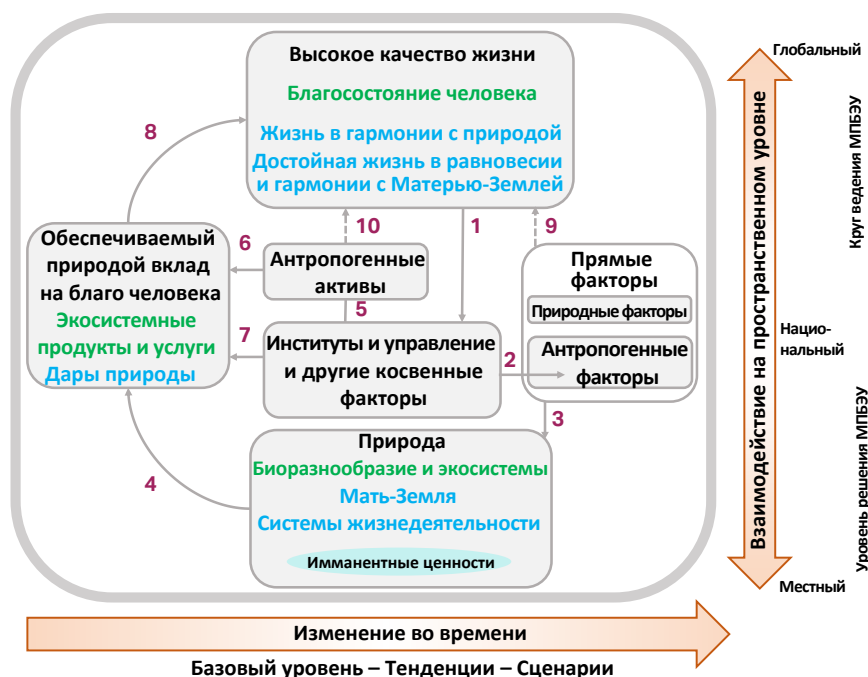 Высокое качество жизни
Благосостояние человека
Жизнь в гармонии с природой
Достойная жизнь в равновесии
и гармонии с Матерью-Землей
8
10
1
9
6
Обеспечиваемый
природой вклад
на благо человека
Экосистемные
продукты и услуги
Дары природы
Антропогенные
активы
5
7
Институты и управление
и другие косвенные
факторы
2
Прямые
факторы
Природные факторы
Антропогенные
факторы
3
4
Природа
Биоразнообразие и экосистемы
Мать-Земля
Системы жизнедеятельности
Имманентные ценности
Глобальный
Нацио-
нальный
Местный
Взаимодействие на пространственном уровне
Круг ведения МПБЭУ
Уровень решения МПБЭУ
Изменение во времени
Базовый уровень – Тенденции – Сценарии